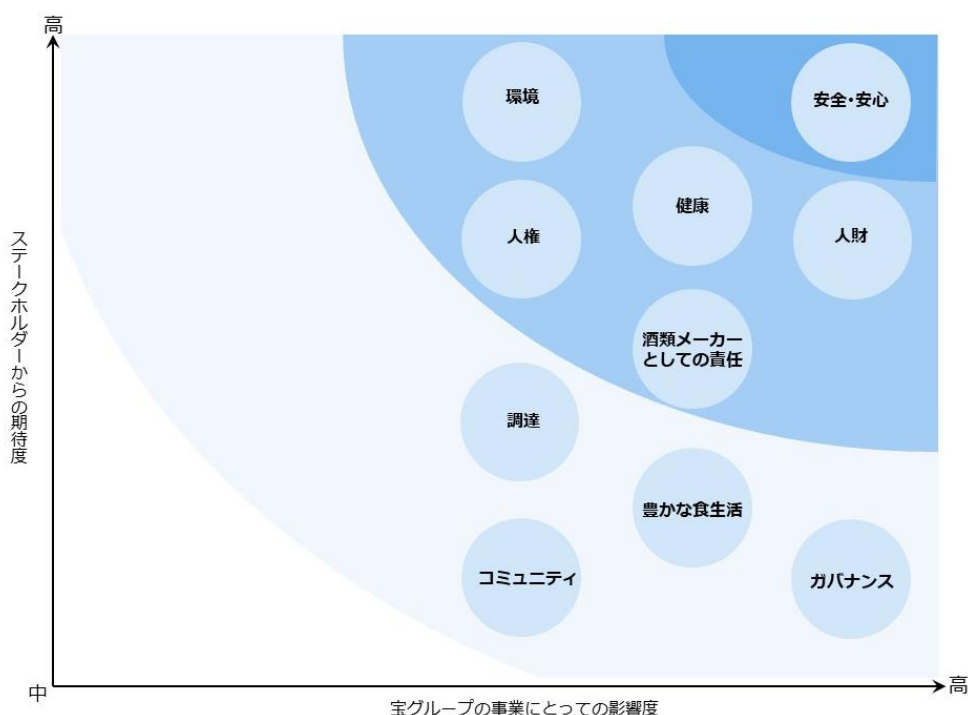 高
環境
安全・安心
健康
人権
人財
ステークホルダーからの期待度
酒類メーカー
としての責任
調達
豊かな食生活
コミュニティ
ガバナンス
中
高
宝グループの事業にとっての影響度